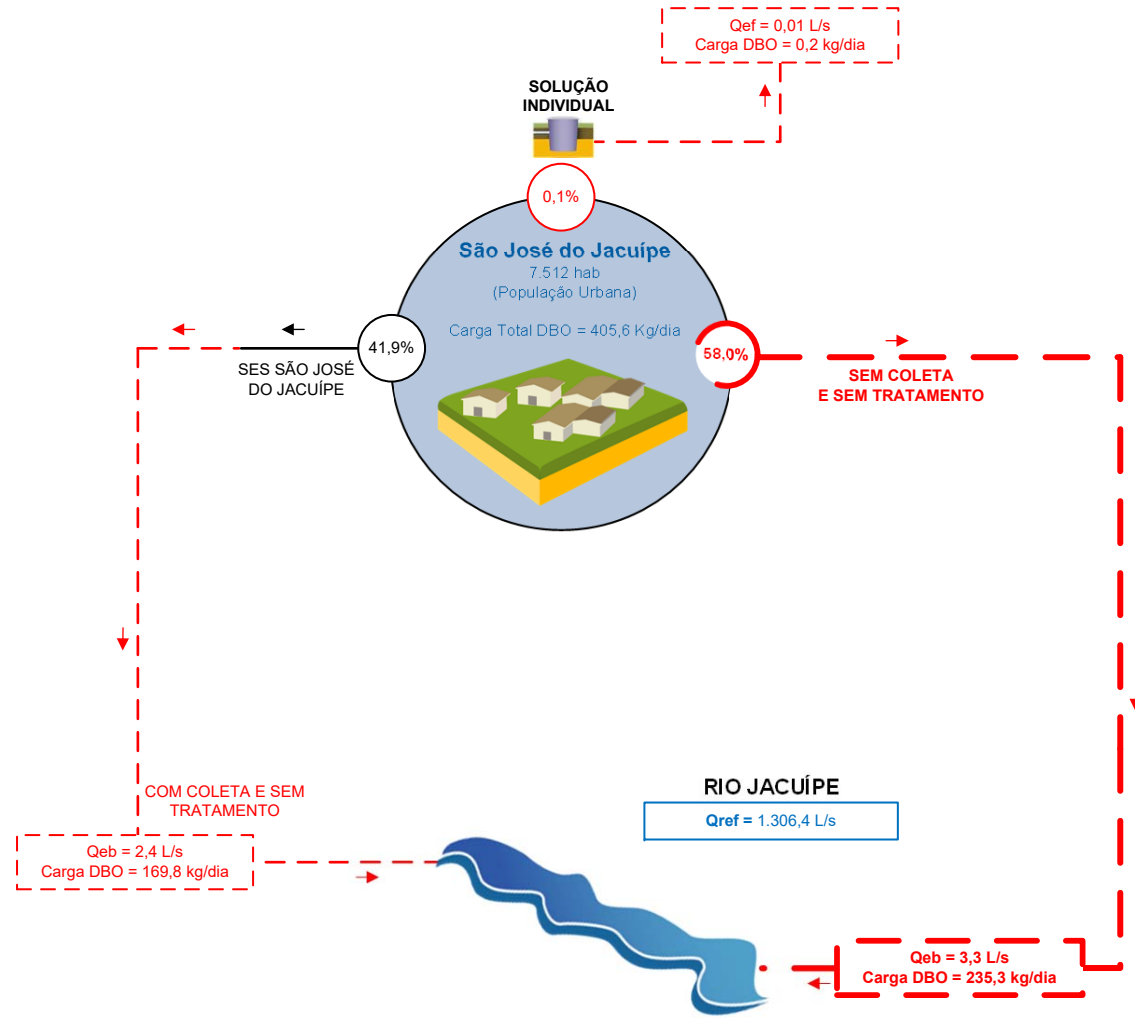 Qef = 0,01 L/s
Carga DBO = 0,2 kg/dia
SOLUÇÃO
INDIVIDUAL
0,1%
São José do Jacuípe
7.512 hab
(População Urbana)
Carga Total DBO = 405,6 Kg/dia
41,9%
58,0%
SES SÃO JOSÉ
DO JACUÍPE
SEM COLETA
E SEM TRATAMENTO
COM COLETA E SEM
TRATAMENTO
Qeb = 2,4 L/s
Carga DBO = 169,8 kg/dia
RIO JACUÍPE
Qref = 1.306,4 L/s
Qeb = 3,3 L/s
Carga DBO = 235,3 kg/dia